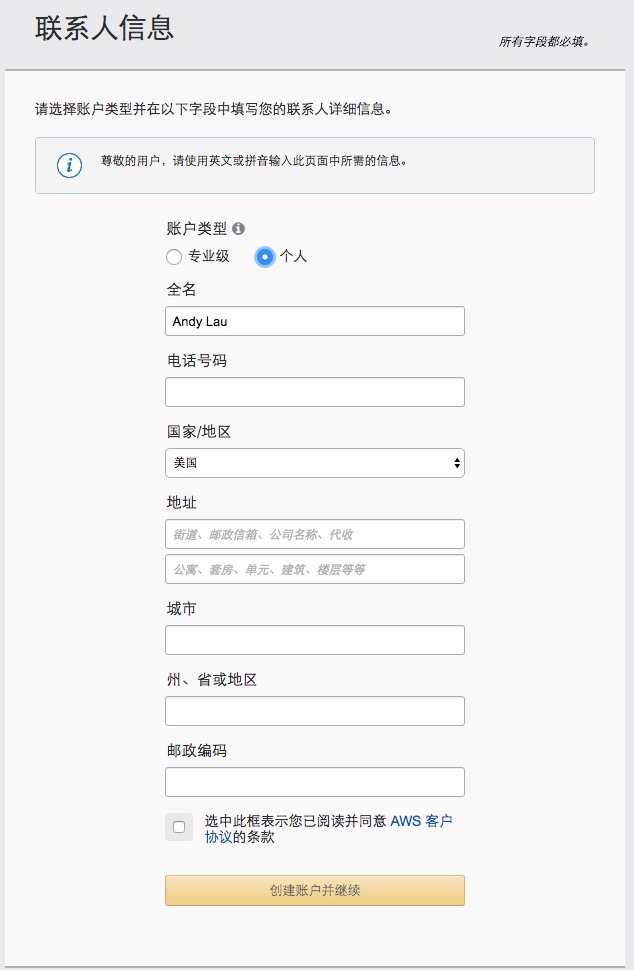 联系人信息
所有字段都必填。
请选择账户类型并在以下字段中填写您的联系人详细信息。
尊敬的用户，请使用英文或拼音输入此页面中所需的信息。
账户类型
专业级 个人
全名
Andy Lau
电话号码
国家/地区
美国
地址
街道、邮政信箱、公司名称、代收
公寓、套房、单元、建筑、楼层等等
城市
州、省或地区
邮政编码
选中此框表示您已阅读并同意 AWS 客户
协议的条款
创建账户并继续